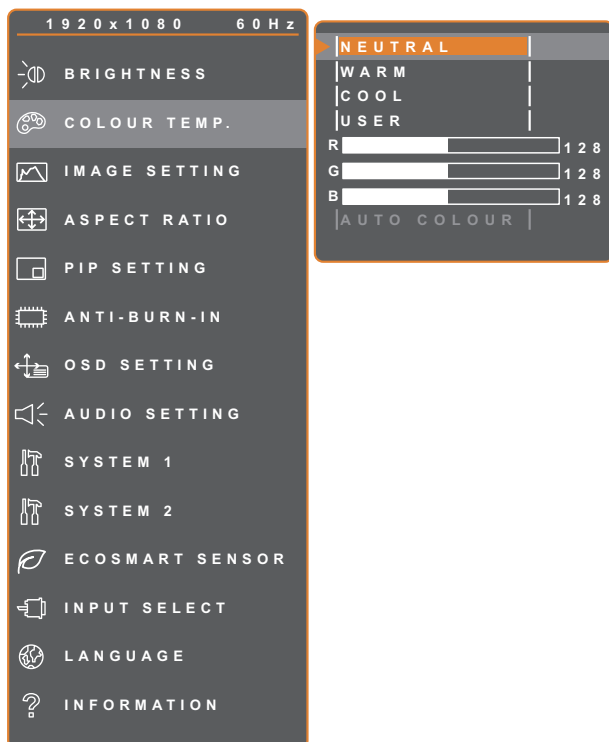 1920x1080 60Hz
BRIGHTNESS
COLOUR TEMP.
IMAGE SETTING
ASPECT RATIO
PIP SETTING
ANTI-BURN-IN
OSD SETTING
AUDIO SETTING
SYSTEM 1
SYSTEM 2
ECOSMART SENSOR
INPUT SELECT
LANGUAGE
INFORMATION
NEUTRAL
WARM
COOL
USER
R 128
G 128
B 128
AUTO COLOUR